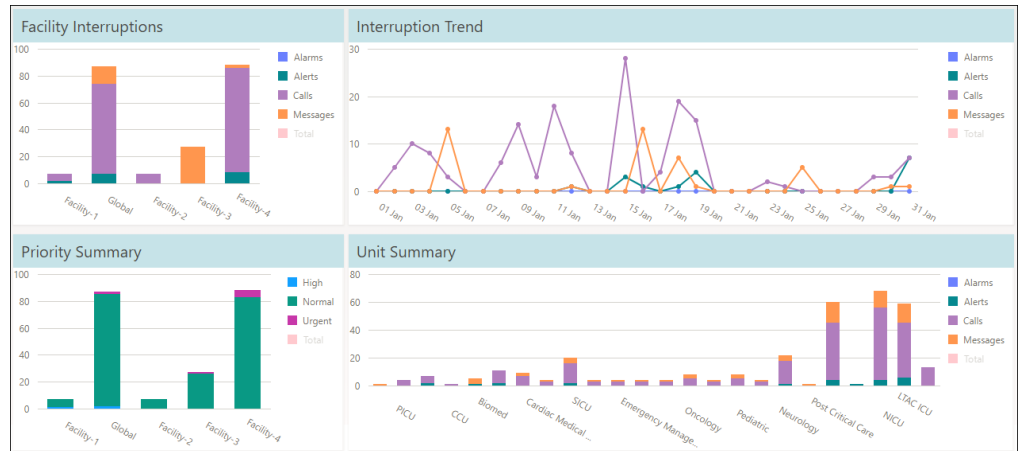 Facility Interruptions
100
80
60
40
20
0
Facility-1
Global
Facility-2
Facility-3
Facility-4
Alarms
Alerts
Calls
Messages
Total
Interruption Trend
30
20
10
0
01 Jan
03 Jan
05 Jan
07 Jan
09 Jan
11 Jan
13 Jan
15 Jan
17 Jan
19 Jan
21 Jan
23 Jan
25 Jan
27 Jan
29 Jan
31 Jan
Alarms
Alerts
Calls
Messages
Total
Priority Summary
100
80
60
40
20
0
Facility-1
Global
Facility-2
Facility-3
Facility-4
High
Normal
Urgent
Total
Unit Summary
80
60
40
20
0
PICU
CCU
Biomed
Cardiac Medical...
SICU
Emergency Manage...
Oncology
Pediatric
Neurology
Post Critical Care
NICU
LTAC ICU
Alarms
Alerts
Calls
Messages
Total